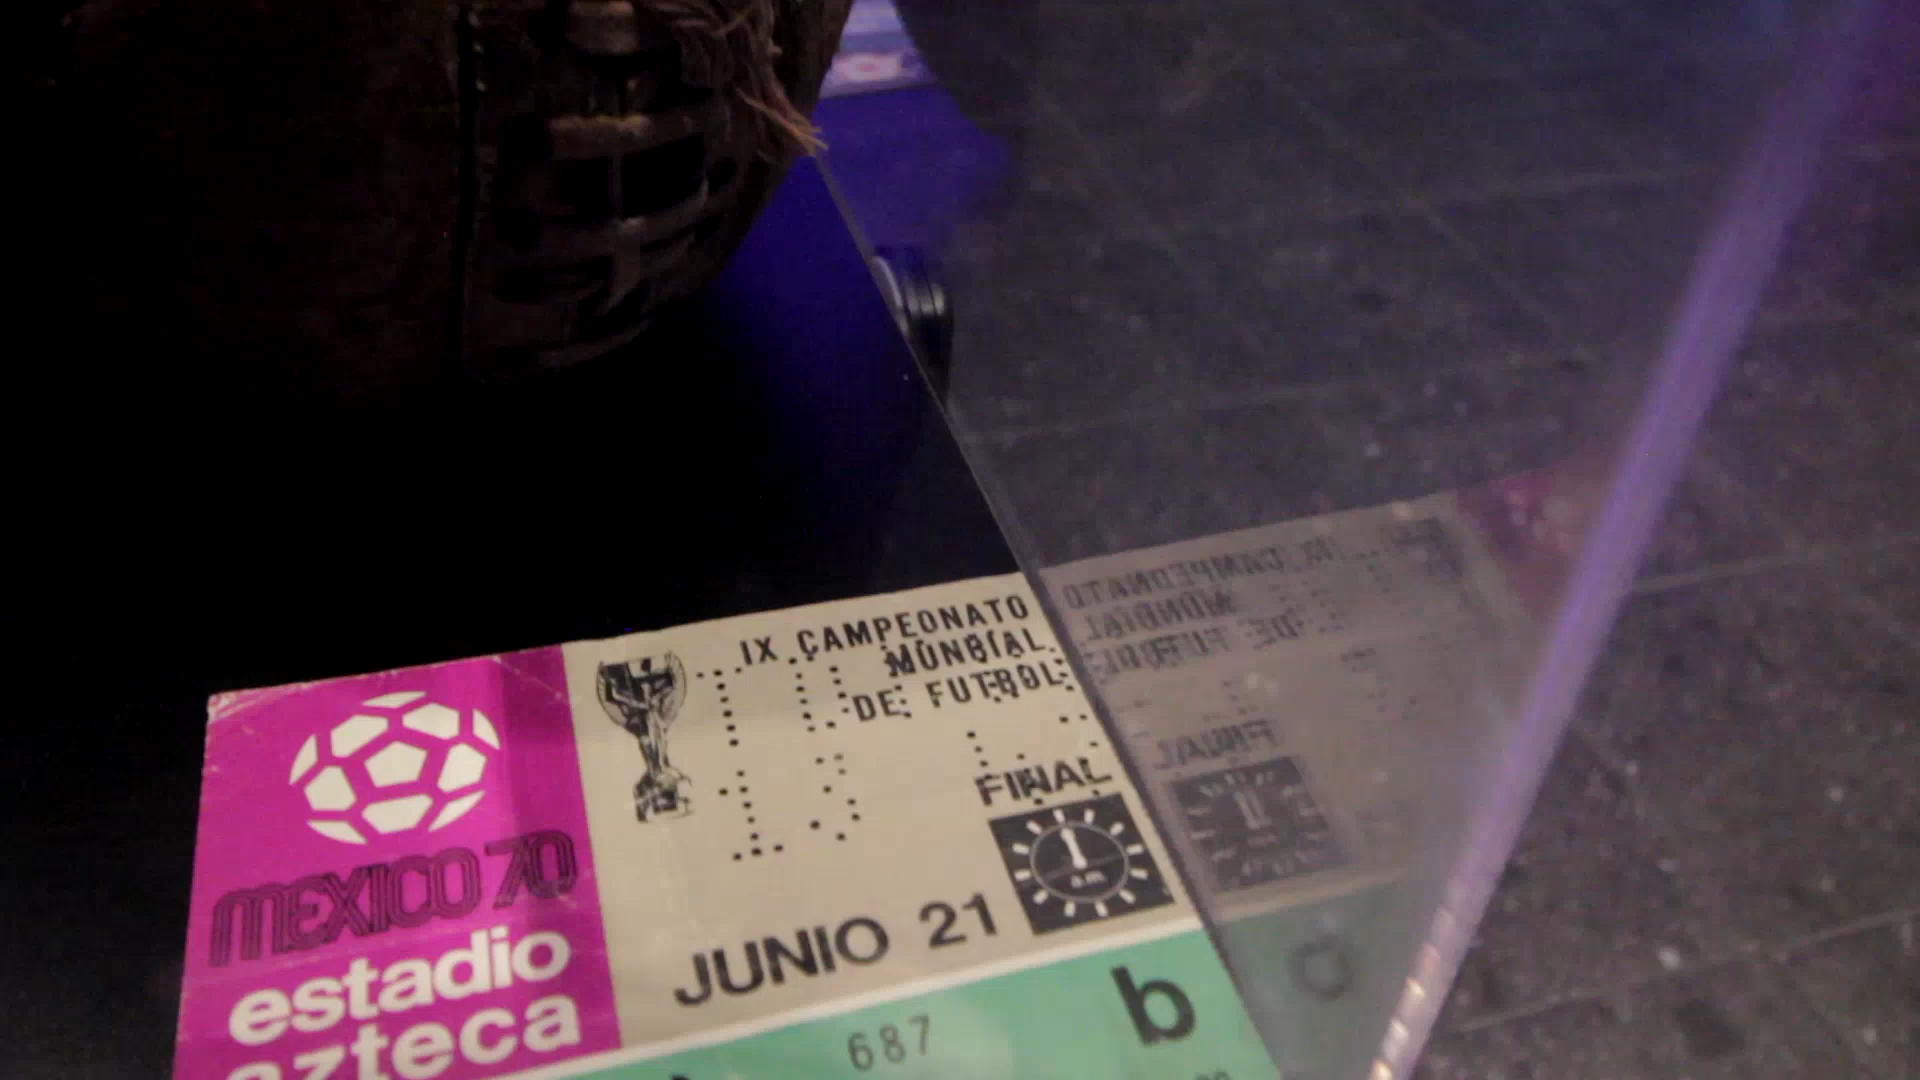 IX CAMPEONATO
MUNDIAL
DE FUTBOL
FINAL
a.m.
MEXICO 70
JUNIO 21
estadio
azteca
b
687